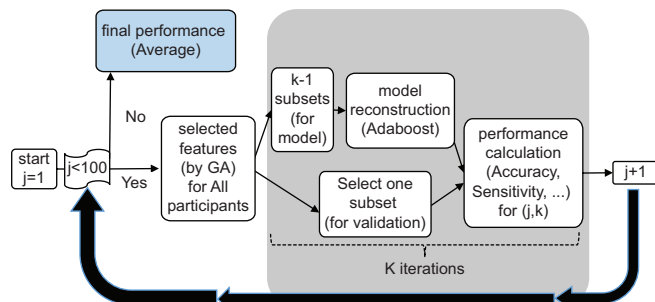 final performance
(Average)
No
Yes
start
j=1
j<100
selected
features
(by GA)
for All
participants
k-1
subsets
(for
model)
model
reconstruction
(Adaboost)
Select one
subset
(for validation)
performance
calculation
(Accuracy,
Sensitivity, ...)
for (j,k)
j+1
K iterations